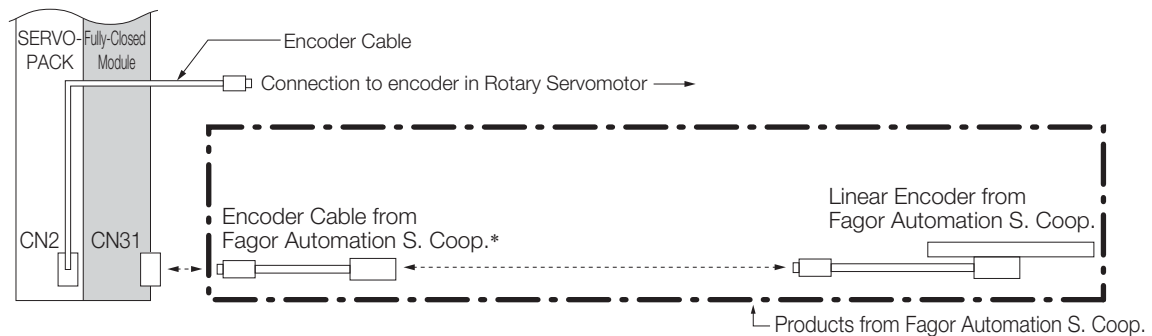 SERVO-
PACK
Fully-Closed
Module
Encoder Cable
Connection to encoder in Rotary Servomotor
CN2
CN31
Encoder Cable from
Fagor Automation S. Coop.*
Linear Encoder from
Fagor Automation S. Coop.
Products from Fagor Automation S. Coop.